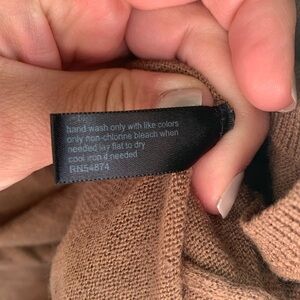 hand wash only with like colors
only non-chlorine bleach when
needed lay flat to dry
cool iron if needed
RN54874